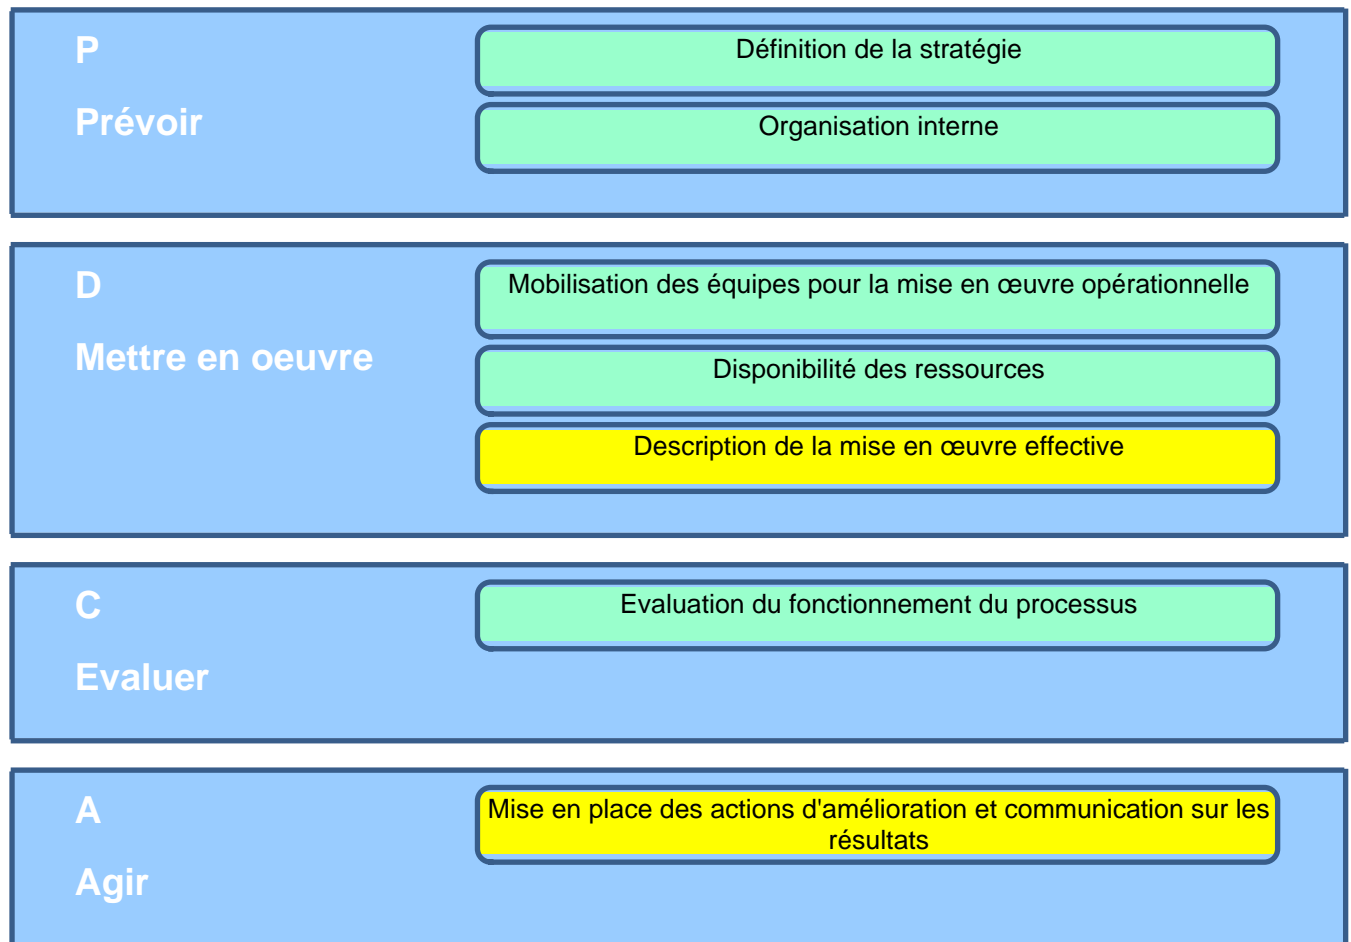 P
Prévoir
Définition de la stratégie
Organisation interne
D
Mettre en oeuvre
Mobilisation des équipes pour la mise en œuvre opérationnelle
Disponibilité des ressources
Description de la mise en œuvre effective
C
Evaluer
Evaluation du fonctionnement du processus
A
Agir
Mise en place des actions d'amélioration et communication sur les
résultats